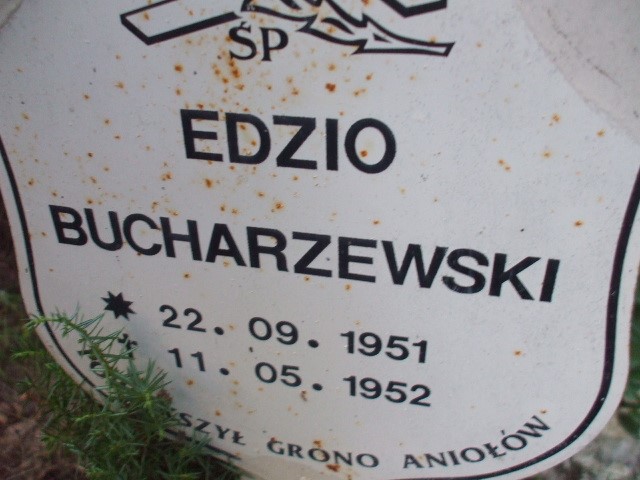 ŚP
EDZIO
BUCHARZEWSKI
22. 09. 1951
11. 05. 1952
GRONO ANIOŁÓW